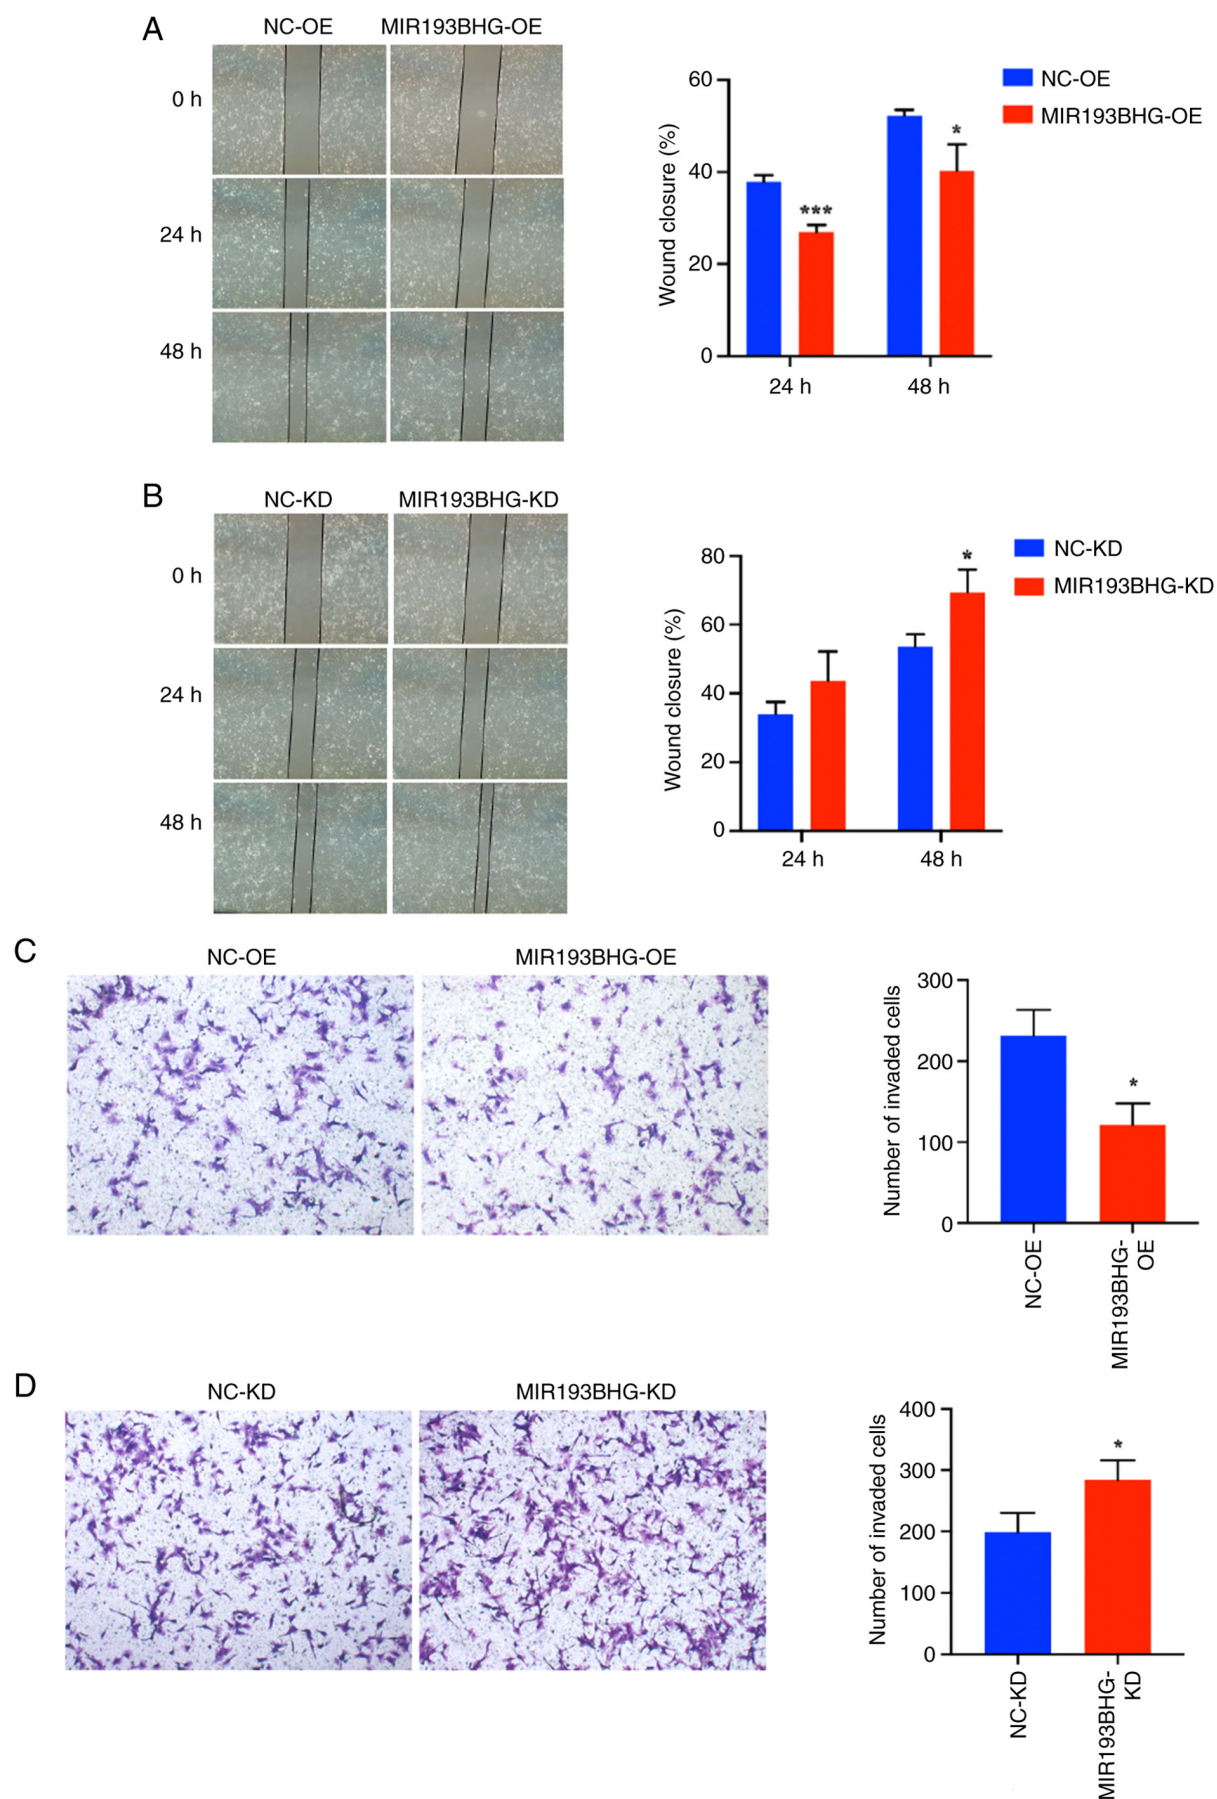 A
NC-OE MIR193BHG-OE
0 h
24 h
48 h
Wound closure (%)
60
40
20
0
***
*
24 h 48 h
NC-OE
MIR193BHG-OE
B
NC-KD MIR193BHG-KD
0 h
24 h
48 h
Wound closure (%)
80
60
40
20
0
*
24 h 48 h
NC-KD
MIR193BHG-KD
C
NC-OE MIR193BHG-OE
Number of invaded cells
300
200
100
0
*
NC-OE
MIR193BHG-
OE
D
NC-KD MIR193BHG-KD
Number of invaded cells
400
300
200
100
0
*
NC-KD
MIR193BHG-
KD